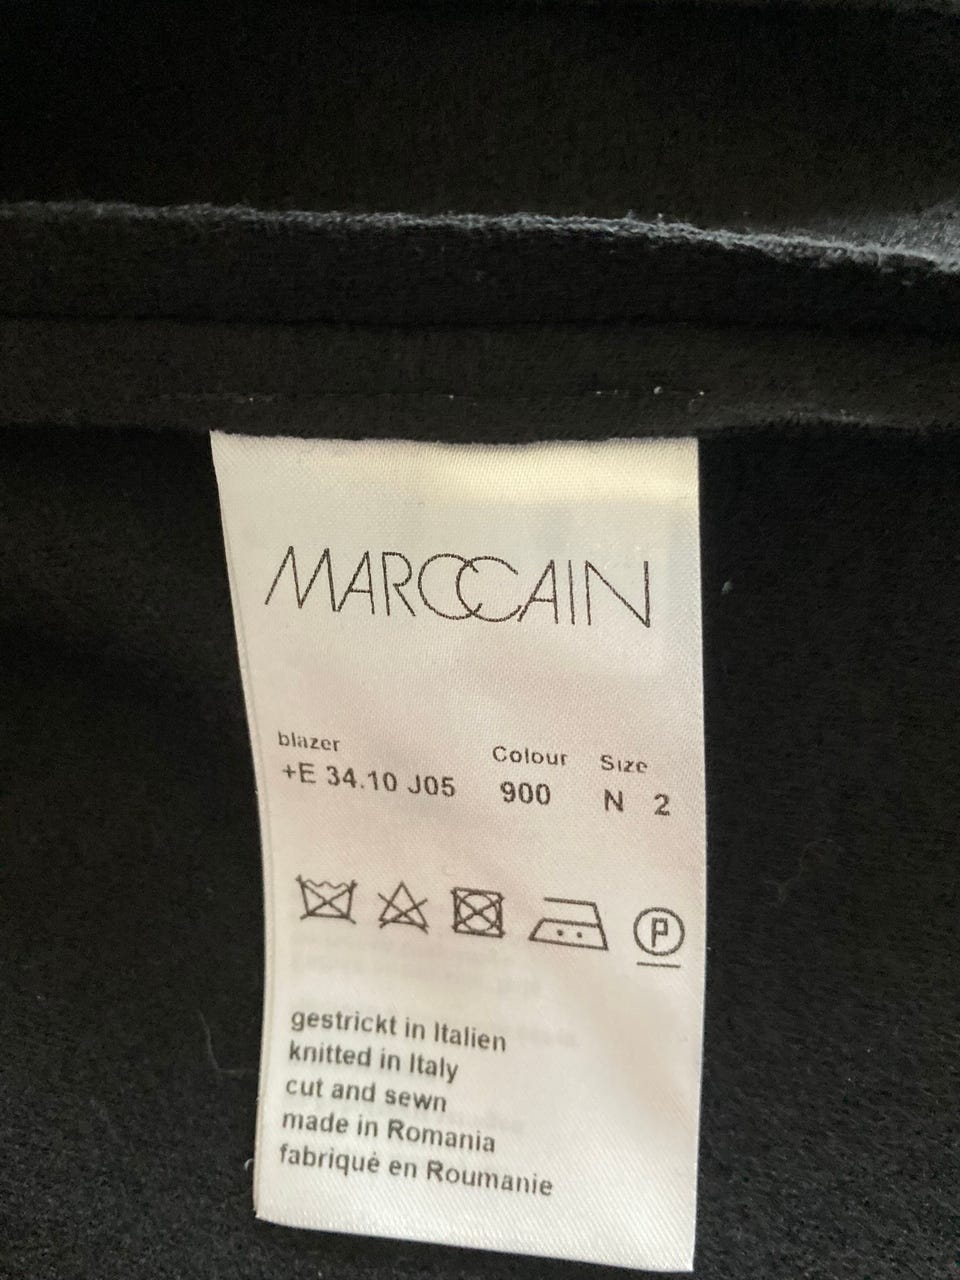 MARCCAIN
blazer Colour Size
+E 34.10 J05 900 N 2
P
gestrickt in Italien
knitted in Italy
cut and sewn
made in Romania
fabriqué en Roumanie